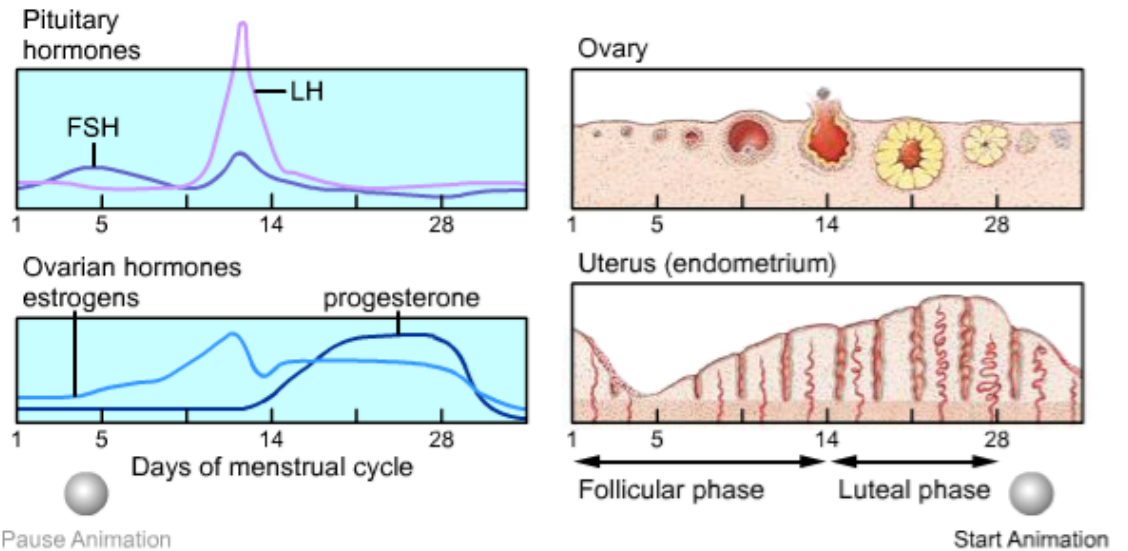 Pituitary
hormones
LH
FSH
1 5 14 28
Ovarian hormones
estrogens progesterone
1 5 14 28
Days of menstrual cycle
Pause Animation
Ovary
1 5 14 28
Uterus (endometrium)
1 5 14 28
Follicular phase Luteal phase
Start Animation